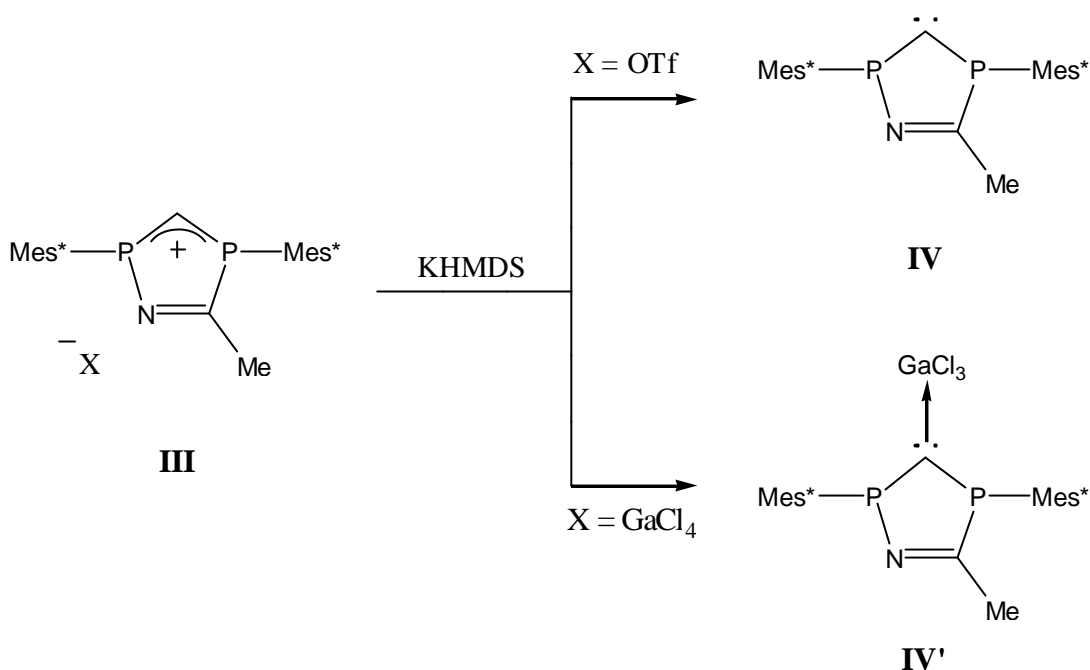 X = OTf
Mes* P P Mes*
N
Me
IV
Mes* P + P Mes*
N
Me
− X
III
KHMDS
X = GaCl4
GaCl3
Mes* P P Mes*
N
Me
IV'